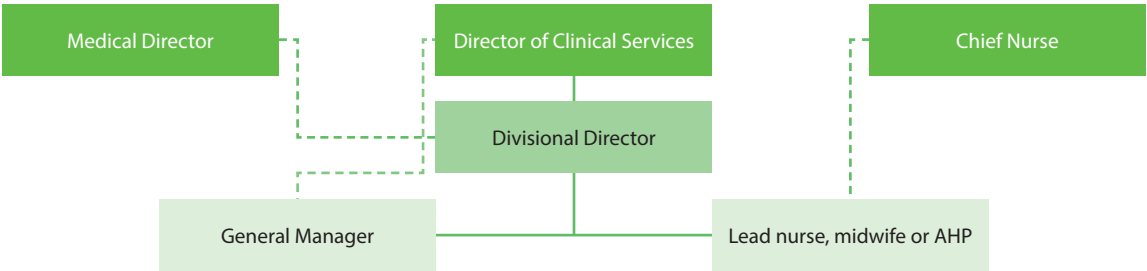 Medical Director
Director of Clinical Services
Chief Nurse
Divisional Director
General Manager
Lead nurse, midwife or AHP